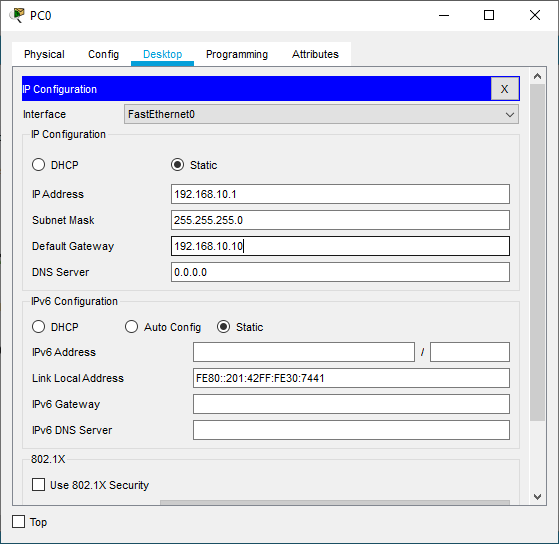 PC0
Physical Config Desktop Programming Attributes
IP Configuration X
Interface FastEthernet0
IP Configuration
DHCP Static
IP Address 192.168.10.1
Subnet Mask 255.255.255.0
Default Gateway 192.168.10.10
DNS Server 0.0.0.0
IPv6 Configuration
DHCP Auto Config Static
IPv6 Address /
Link Local Address FE80::201:42FF:FE30:7441
IPv6 Gateway
IPv6 DNS Server
802.1X
Use 802.1X Security
Top